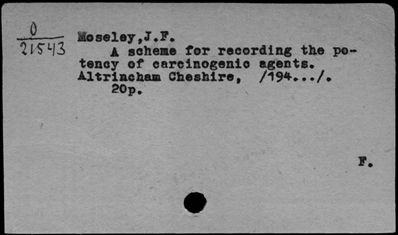 0
21543
Moseley,J.F.
A scheme for recording the po-
tency of carcinogenic agents.
Altrincham Cheshire, /194.../.
20p.
F.